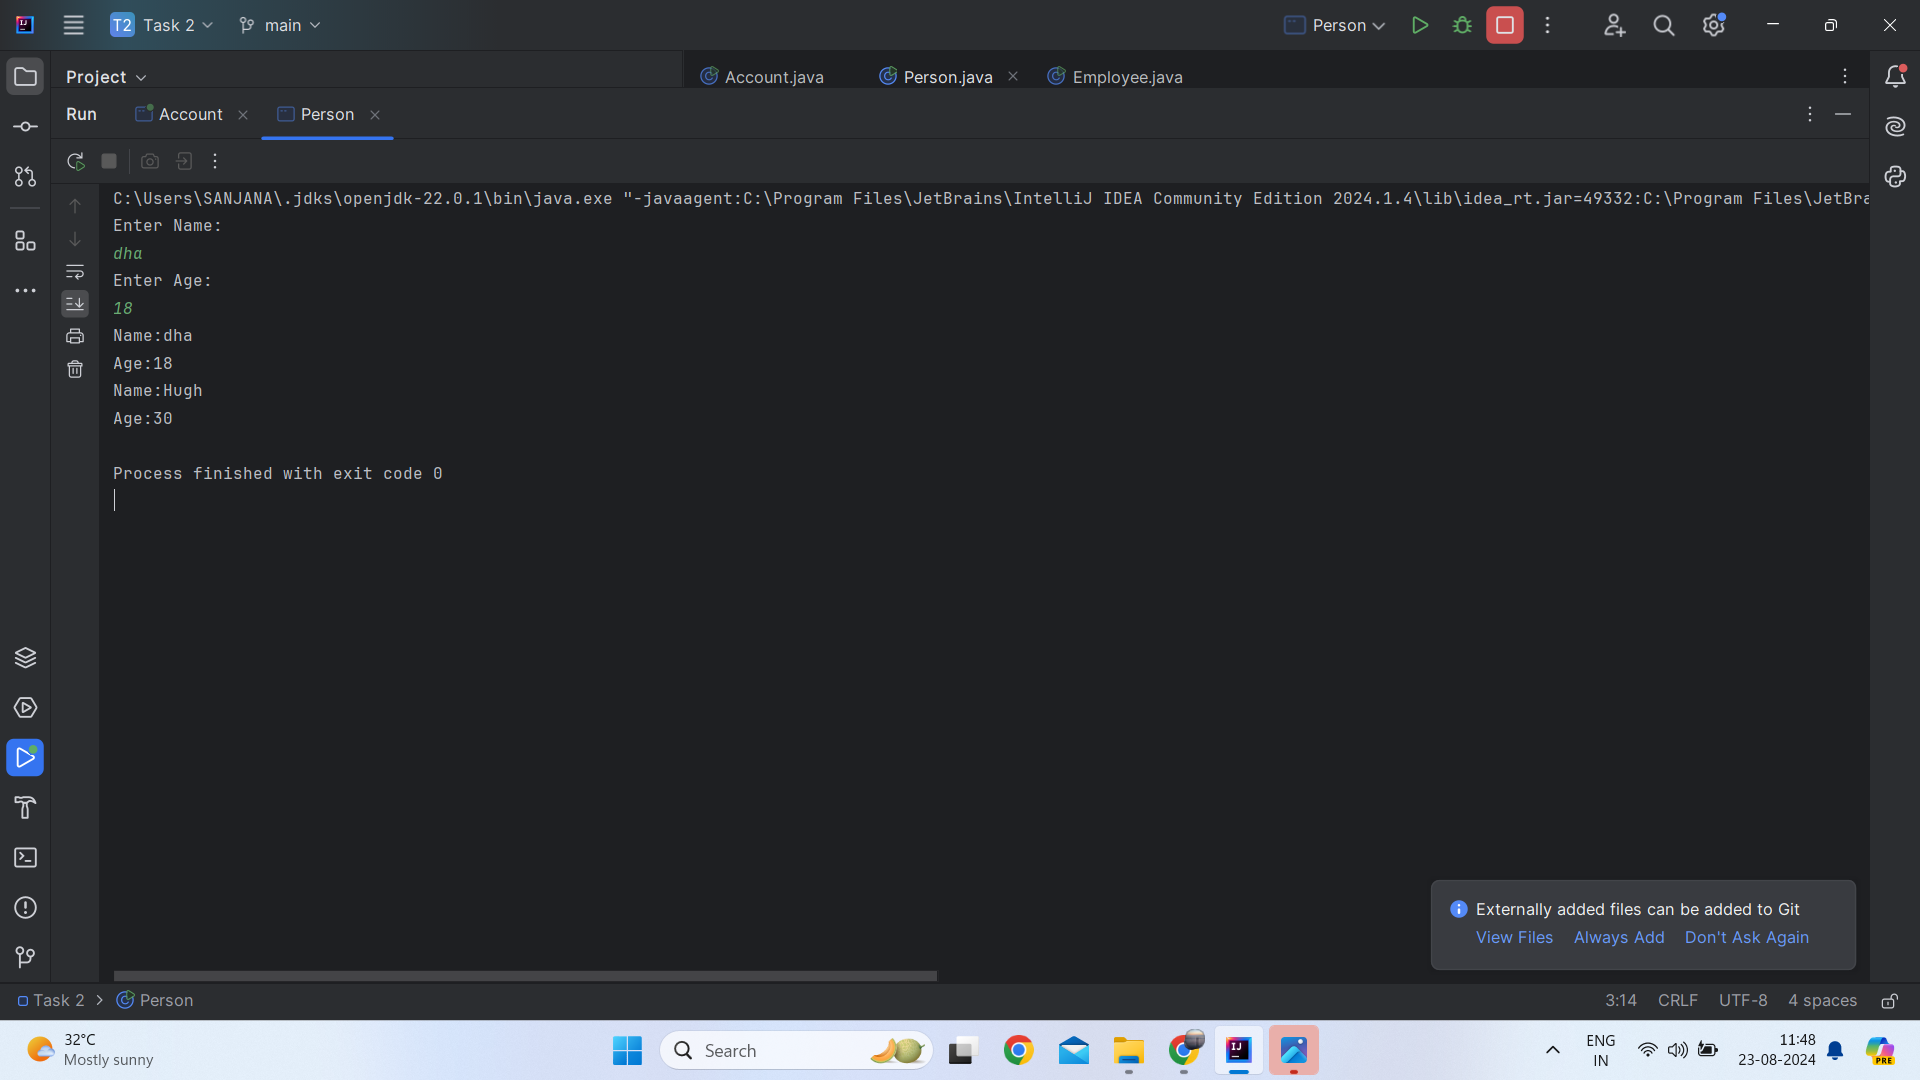 T2 Task 2 main Person
Project Account.java Person.java Employee.java
Run Account Person
C:\Users\SANJANA\.jdks\openjdk-22.0.1\bin\java.exe "-javaagent:C:\Program Files\JetBrains\IntelliJ IDEA Community Edition 2024.1.4\lib\idea_rt.jar=49332:C:\Program Files\JetBra
Enter Name:
dha
Enter Age:
18
Name:dha
Age:18
Name:Hugh
Age:30
Process finished with exit code 0
Externally added files can be added to Git
View Files Always Add Don't Ask Again
Task 2 > Person 3:14 CRLF UTF-8 4 spaces
32°C
Mostly sunny
Search
ENG
IN
11:48
23-08-2024
PRE